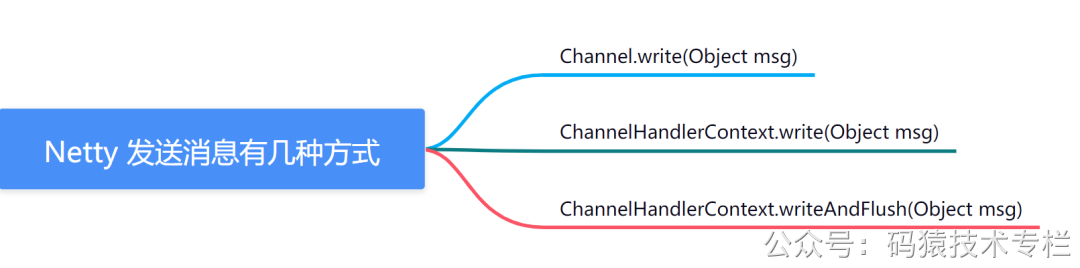 Netty 发送消息有几种方式
Channel.write(Object msg)
ChannelHandlerContext.write(Object msg)
ChannelHandlerContext.writeAndFlush(Object msg)
公众号：码猿技术专栏